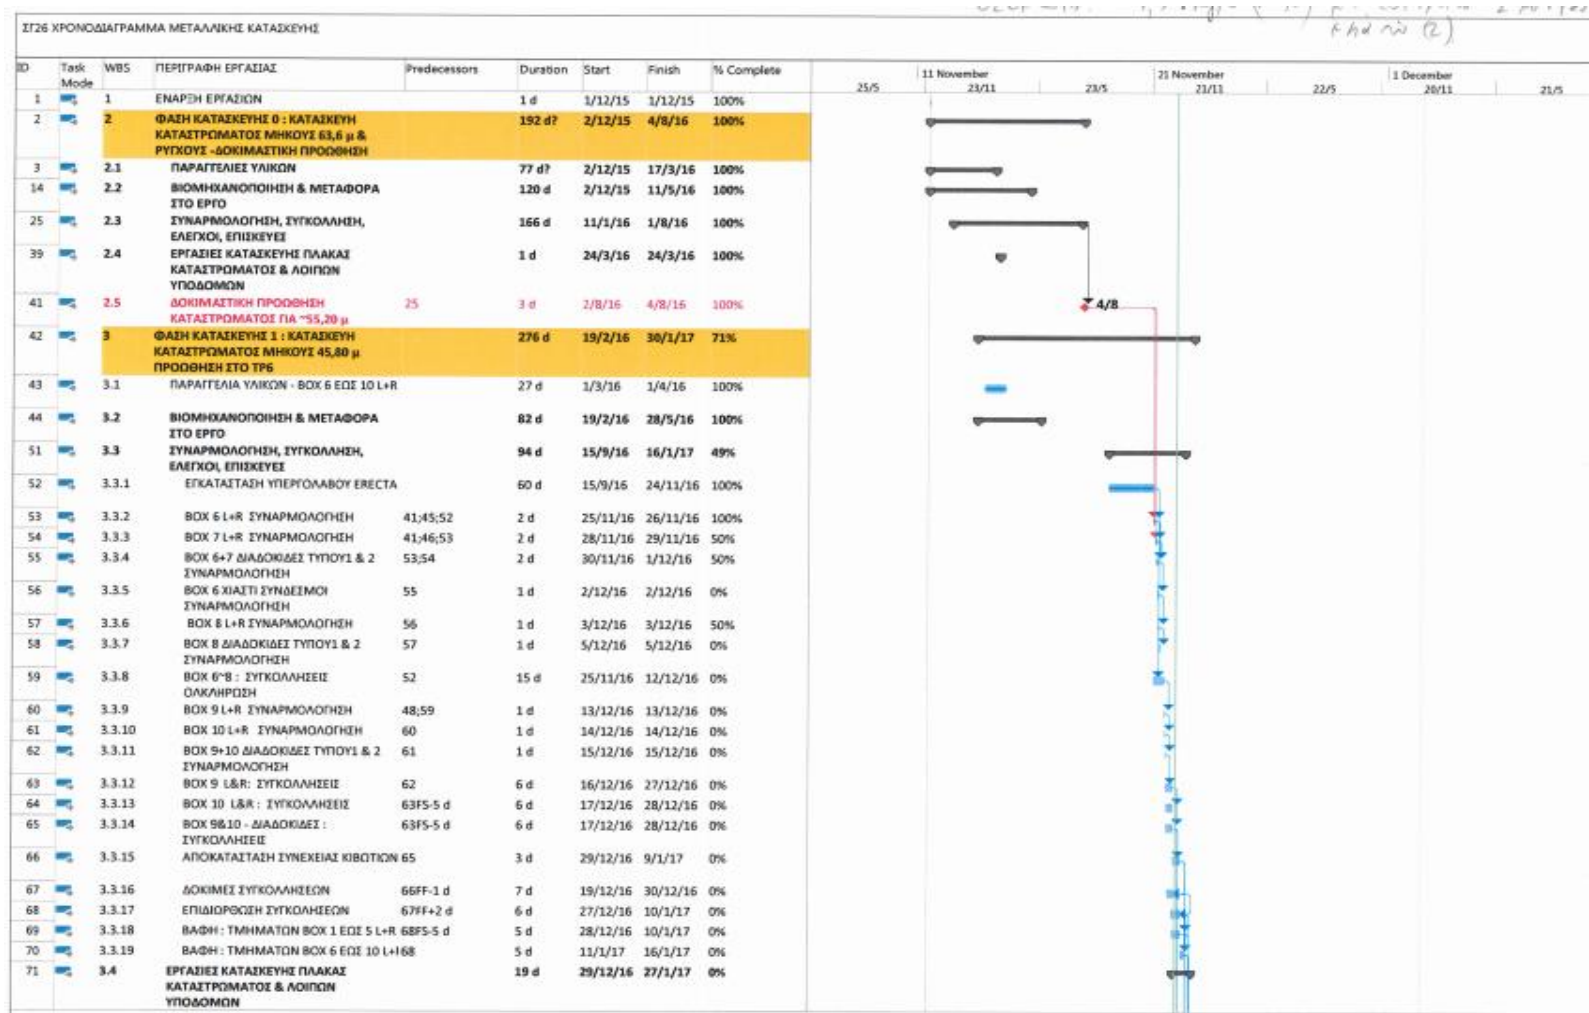 κλαπώ (2)
ΣΓ26 ΧΡΟΝΟΔΙΑΓΡΑΜΜΑ ΜΕΤΑΛΛΙΚΗΣ ΚΑΤΑΣΚΕΥΗΣ
ID Task Mode WBS ΠΕΡΙΓΡΑΦΗ ΕΡΓΑΣΙΑΣ Predecessors Duration Start Finish % Complete
11 November 21 November 1 December
25/5 23/11 23/5 21/11 22/5 20/11 21/5
1 1 ΕΝΑΡΞΗ ΕΡΓΑΣΙΩΝ 1 d 1/12/15 1/12/15 100%
2 2 ΦΑΣΗ ΚΑΤΑΣΚΕΥΗΣ 0 : ΚΑΤΑΣΚΕΥΗ 192 d? 2/12/15 4/8/16 100%
ΚΑΤΑΣΤΡΩΜΑΤΟΣ ΜΗΚΟΥΣ 63,6 μ &
ΡΥΓΧΟΥΣ -ΔΟΚΙΜΑΣΤΙΚΗ ΠΡΟΩΘΗΣΗ
3 2.1 ΠΑΡΑΓΓΕΛΙΕΣ ΥΛΙΚΩΝ 77 d? 2/12/15 17/3/16 100%
14 2.2 ΒΙΟΜΗΧΑΝΟΠΟΙΗΣΗ & ΜΕΤΑΦΟΡΑ 120 d 2/12/15 11/5/16 100%
ΣΤΟ ΕΡΓΟ
25 2.3 ΣΥΝΑΡΜΟΛΟΓΗΣΗ, ΣΥΓΚΟΛΛΗΣΗ, 166 d 11/1/16 1/8/16 100%
ΕΛΕΓΧΟΙ, ΕΠΙΣΚΕΥΕΣ
39 2.4 ΕΡΓΑΣΙΕΣ ΚΑΤΑΣΚΕΥΗΣ ΠΛΑΚΑΣ 1 d 24/3/16 24/3/16 100%
ΚΑΤΑΣΤΡΩΜΑΤΟΣ & ΛΟΙΠΩΝ
ΥΠΟΔΟΜΩΝ
41 2.5 ΔΟΚΙΜΑΣΤΙΚΗ ΠΡΟΩΘΗΣΗ 25 3 d 2/8/16 4/8/16 100% 4/8
ΚΑΤΑΣΤΡΩΜΑΤΟΣ ΓΙΑ ~55,20 μ
42 3 ΦΑΣΗ ΚΑΤΑΣΚΕΥΗΣ 1 : ΚΑΤΑΣΚΕΥΗ 276 d 19/2/16 30/1/17 71%
ΚΑΤΑΣΤΡΩΜΑΤΟΣ ΜΗΚΟΥΣ 45,80 μ
ΠΡΟΩΘΗΣΗ ΣΤΟ ΤΡ6
43 3.1 ΠΑΡΑΓΓΕΛΙΑ ΥΛΙΚΩΝ - BOX 6 ΕΩΣ 10 L+R 27 d 1/3/16 1/4/16 100%
44 3.2 ΒΙΟΜΗΧΑΝΟΠΟΙΗΣΗ & ΜΕΤΑΦΟΡΑ 82 d 19/2/16 28/5/16 100%
ΣΤΟ ΕΡΓΟ
51 3.3 ΣΥΝΑΡΜΟΛΟΓΗΣΗ, ΣΥΓΚΟΛΛΗΣΗ, 94 d 15/9/16 16/1/17 49%
ΕΛΕΓΧΟΙ, ΕΠΙΣΚΕΥΕΣ
52 3.3.1 ΕΓΚΑΤΑΣΤΑΣΗ ΥΠΕΡΓΟΛΑΒΟΥ ERECTA 60 d 15/9/16 24/11/16 100%
53 3.3.2 BOX 6 L+R ΣΥΝΑΡΜΟΛΟΓΗΣΗ 41;45;52 2 d 25/11/16 26/11/16 100%
54 3.3.3 BOX 7 L+R ΣΥΝΑΡΜΟΛΟΓΗΣΗ 41;46;53 2 d 28/11/16 29/11/16 50%
55 3.3.4 BOX 6+7 ΔΙΑΔΟΚΙΔΕΣ ΤΥΠΟΥ1 & 2 53;54 2 d 30/11/16 1/12/16 50%
ΣΥΝΑΡΜΟΛΟΓΗΣΗ
56 3.3.5 BOX 6 ΧΙΑΣΤΙ ΣΥΝΔΕΣΜΟΙ 55 1 d 2/12/16 2/12/16 0%
ΣΥΝΑΡΜΟΛΟΓΗΣΗ
57 3.3.6 BOX 8 L+R ΣΥΝΑΡΜΟΛΟΓΗΣΗ 56 1 d 3/12/16 3/12/16 50%
58 3.3.7 BOX 8 ΔΙΑΔΟΚΙΔΕΣ ΤΥΠΟΥ1 & 2 57 1 d 5/12/16 5/12/16 0%
ΣΥΝΑΡΜΟΛΟΓΗΣΗ
59 3.3.8 BOX 6~8 : ΣΥΓΚΟΛΛΗΣΕΙΣ 52 15 d 25/11/16 12/12/16 0%
ΟΛΚΛΗΡΩΣΗ
60 3.3.9 BOX 9 L+R ΣΥΝΑΡΜΟΛΟΓΗΣΗ 48;59 1 d 13/12/16 13/12/16 0%
61 3.3.10 BOX 10 L+R ΣΥΝΑΡΜΟΛΟΓΗΣΗ 60 1 d 14/12/16 14/12/16 0%
62 3.3.11 BOX 9+10 ΔΙΑΔΟΚΙΔΕΣ ΤΥΠΟΥ1 & 2 61 1 d 15/12/16 15/12/16 0%
ΣΥΝΑΡΜΟΛΟΓΗΣΗ
63 3.3.12 BOX 9 L&R: ΣΥΓΚΟΛΛΗΣΕΙΣ 62 6 d 16/12/16 27/12/16 0%
64 3.3.13 BOX 10 L&R : ΣΥΓΚΟΛΛΗΣΕΙΣ 63FS-5 d 6 d 17/12/16 28/12/16 0%
65 3.3.14 BOX 9&10 - ΔΙΑΔΟΚΙΔΕΣ : 63FS-5 d 6 d 17/12/16 28/12/16 0%
ΣΥΓΚΟΛΛΗΣΕΙΣ
66 3.3.15 ΑΠΟΚΑΤΑΣΤΑΣΗ ΣΥΝΕΧΕΙΑΣ ΚΙΒΩΤΙΩΝ 65 3 d 29/12/16 9/1/17 0%
67 3.3.16 ΔΟΚΙΜΕΣ ΣΥΓΚΟΛΛΗΣΕΩΝ 66FF-1 d 7 d 19/12/16 30/12/16 0%
68 3.3.17 ΕΠΙΔΙΟΡΘΩΣΗ ΣΥΓΚΟΛΗΣΕΩΝ 67FF+2 d 6 d 27/12/16 10/1/17 0%
69 3.3.18 ΒΑΦΗ : ΤΜΗΜΑΤΩΝ BOX 1 ΕΩΣ 5 L+R 68FS-5 d 5 d 28/12/16 10/1/17 0%
70 3.3.19 ΒΑΦΗ : ΤΜΗΜΑΤΩΝ BOX 6 ΕΩΣ 10 L+ 68 5 d 11/1/17 16/1/17 0%
71 3.4 ΕΡΓΑΣΙΕΣ ΚΑΤΑΣΚΕΥΗΣ ΠΛΑΚΑΣ 19 d 29/12/16 27/1/17 0%
ΚΑΤΑΣΤΡΩΜΑΤΟΣ & ΛΟΙΠΩΝ
ΥΠΟΔΟΜΩΝ